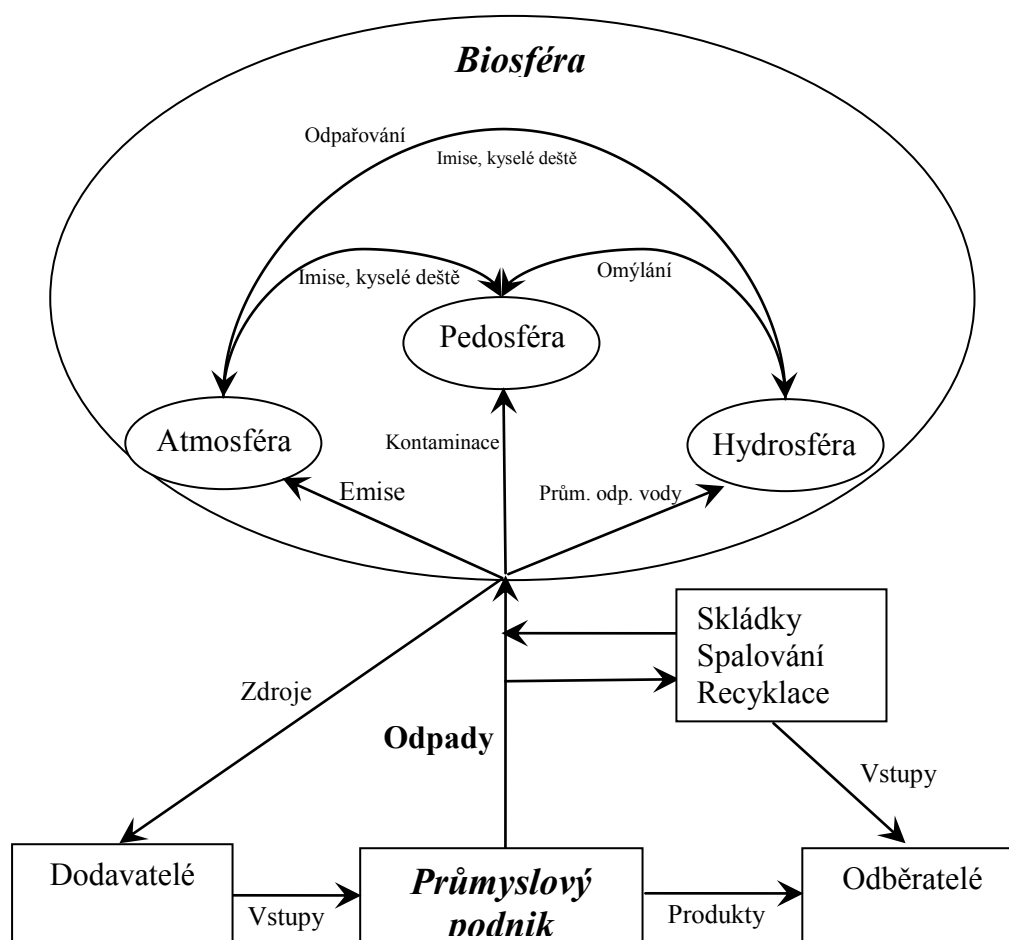 Biosféra
Odpařování
Imise, kyselé deště
Imise, kyselé deště
Omýlání
Pedosféra
Atmosféra
Hydrosféra
Kontaminace
Emise
Prům. odp. vody
Skládky
Spalování
Recyklace
Zdroje
Odpady
Vstupy
Dodavatelé
Vstupy
Průmyslový
podnik
Produkty
Odběratelé